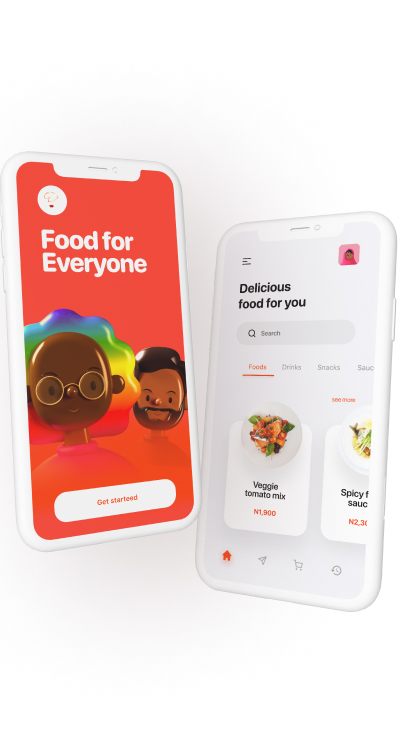 Food for
Everyone
Get starteed
Delicious
food for you
Search
Foods Drinks Snacks Sauc
see more
Veggie
tomato mix
N1,900
Spicy f
sauc
N2,30